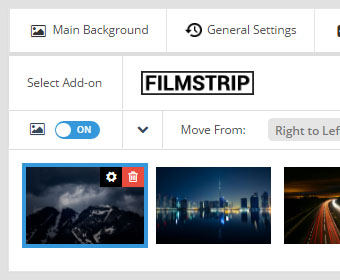 Main Background General Settings
Select Add-on FILMSTRIP
ON Move From: Right to Lef